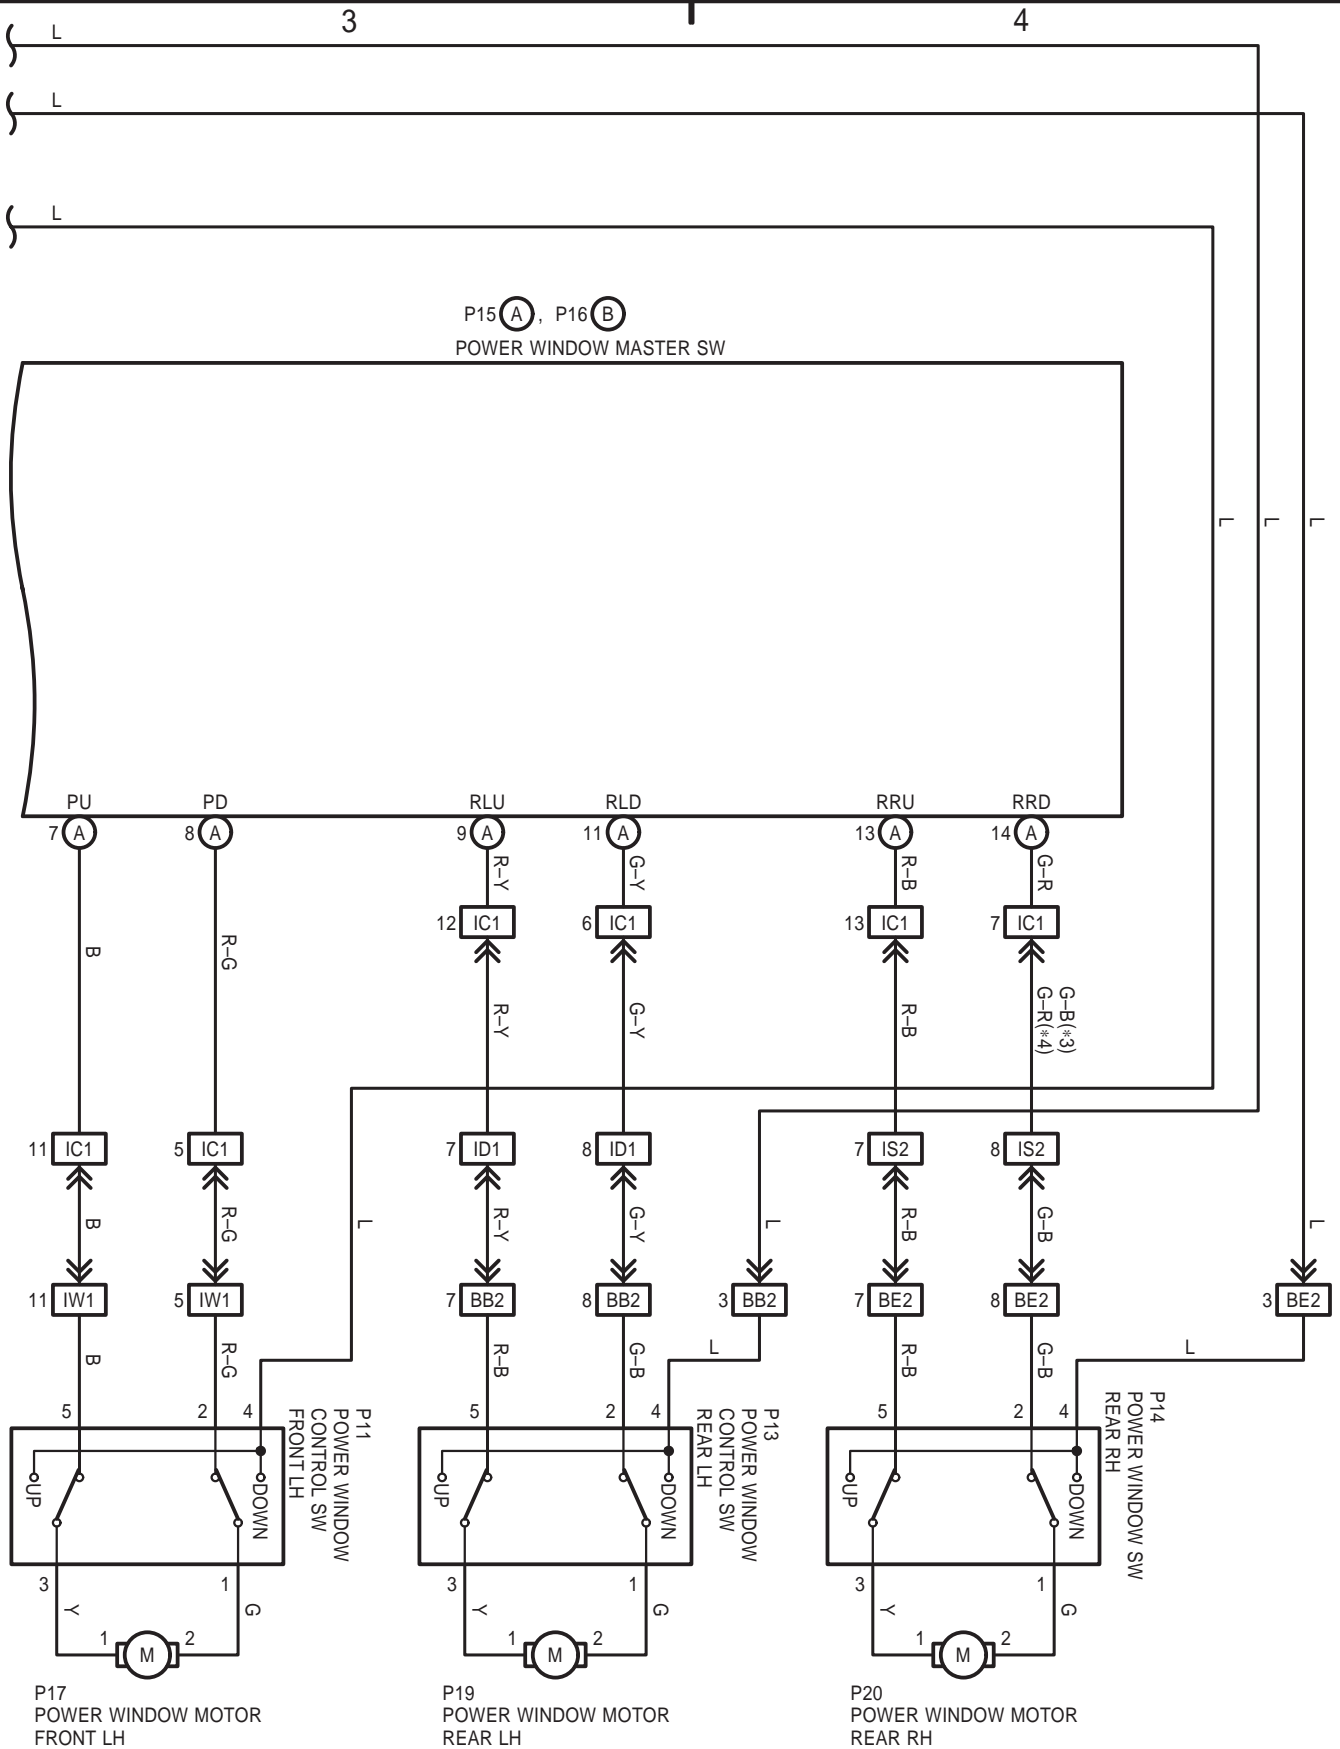 3
4
L
L
L
P15 A , P16 B
POWER WINDOW MASTER SW
L
L
L
PU
PD
RLU
RLD
RRU
RRD
7 A
8 A
9 A
11 A
13 A
14 A
R–Y
G–Y
R–B
G–R
12 IC1
6 IC1
13 IC1
7 IC1
B
R–G
R–Y
G–Y
R–B
G–B(*3)
G–R(*4)
11 IC1
5 IC1
7 ID1
8 ID1
7 IS2
8 IS2
B
R–G
L
R–Y
G–Y
L
R–B
G–B
L
11 IW1
5 IW1
7 BB2
8 BB2
3 BB2
7 BE2
8 BE2
3 BE2
B
R–G
R–B
G–B
L
R–B
G–B
L
5
2
4
5
2
4
5
2
4
P11
POWER WINDOW
CONTROL SW
FRONT LH
P13
POWER WINDOW
CONTROL SW
REAR LH
P14
POWER WINDOW SW
REAR RH
UP
DOWN
UP
DOWN
UP
DOWN
3
1
3
1
3
1
Y
G
Y
G
Y
G
1
M
2
1
M
2
1
M
2
P17
POWER WINDOW MOTOR
FRONT LH
P19
POWER WINDOW MOTOR
REAR LH
P20
POWER WINDOW MOTOR
REAR RH